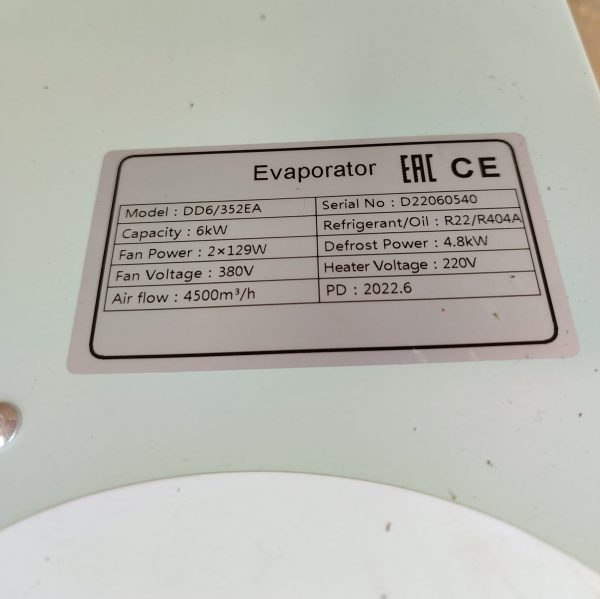 Evaporator EAC CE
Model : DD6/352EA Serial No : D22060540
Capacity : 6kW Refrigerant/Oil : R22/R404A
Fan Power : 2×129W Defrost Power : 4.8kW
Fan Voltage : 380V Heater Voltage : 220V
Air flow : 4500m³/h PD : 2022.6